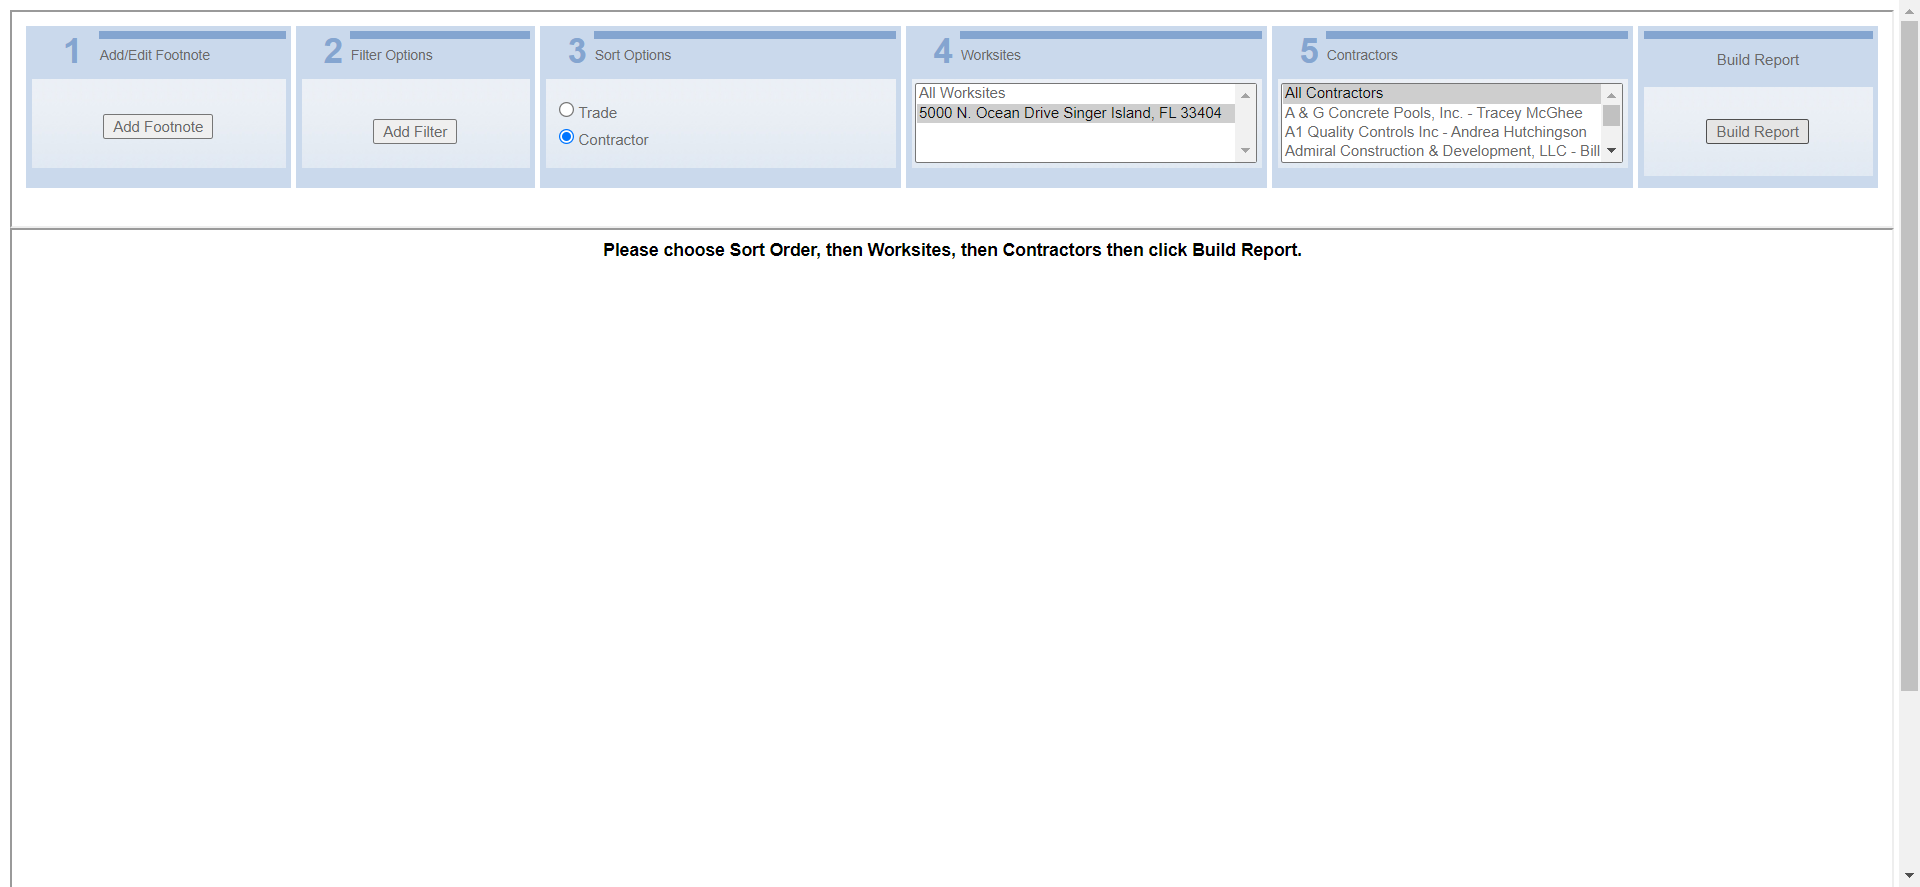 1 Add/Edit Footnote
Add Footnote
2 Filter Options
Add Filter
3 Sort Options
Trade
Contractor
4 Worksites
All Worksites
5000 N. Ocean Drive Singer Island, FL 33404
5 Contractors
All Contractors
A & G Concrete Pools, Inc. - Tracey McGhee
A1 Quality Controls Inc - Andrea Hutchingson
Admiral Construction & Development, LLC - Bill
Build Report
Build Report
Please choose Sort Order, then Worksites, then Contractors then click Build Report.